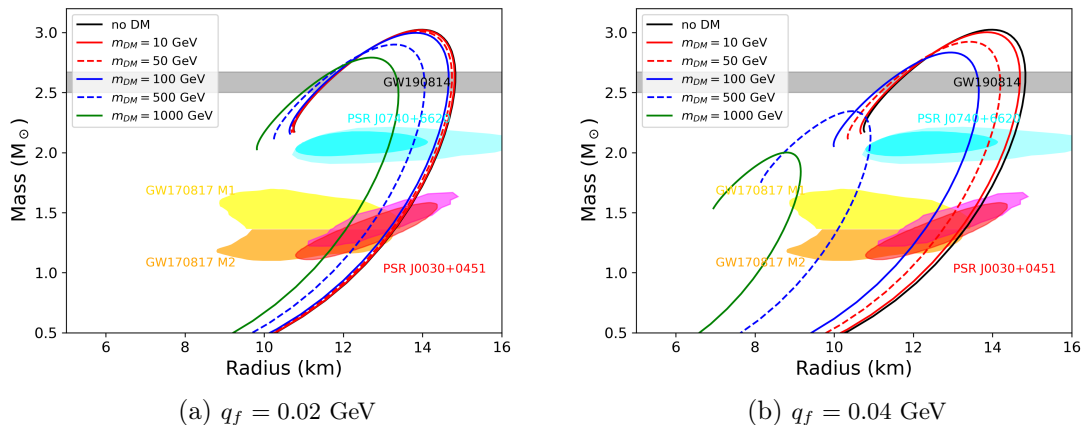 3.0
2.5
2.0
1.5
1.0
0.5
Mass (M⊙)
no DM
m_DM = 10 GeV
m_DM = 50 GeV
m_DM = 100 GeV
m_DM = 500 GeV
m_DM = 1000 GeV
GW190814
PSR J0740+6620
GW170817 M1
GW170817 M2
PSR J0030+0451
6 8 10 12 14 16
Radius (km)
(a) q_f = 0.02 GeV
3.0
2.5
2.0
1.5
1.0
0.5
Mass (M⊙)
no DM
m_DM = 10 GeV
m_DM = 50 GeV
m_DM = 100 GeV
m_DM = 500 GeV
m_DM = 1000 GeV
GW190814
PSR J0740+6620
GW170817 M1
GW170817 M2
PSR J0030+0451
6 8 10 12 14 16
Radius (km)
(b) q_f = 0.04 GeV